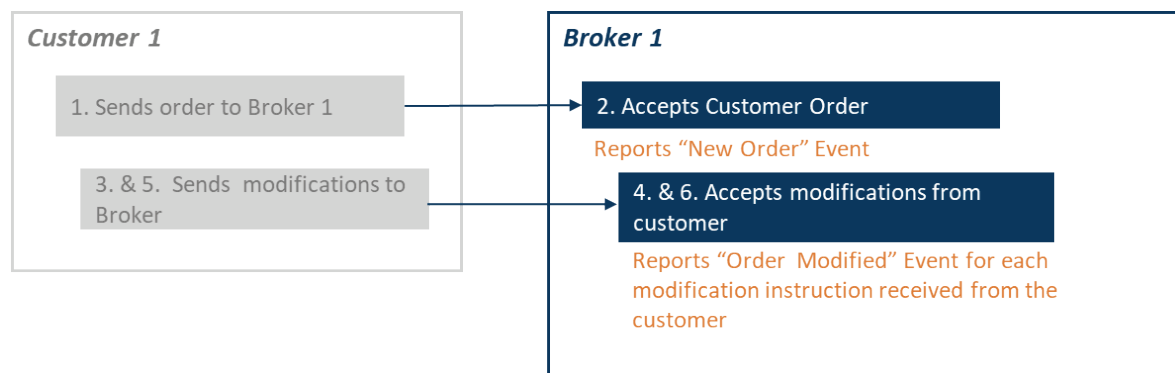 Customer 1
Broker 1
1. Sends order to Broker 1
2. Accepts Customer Order
Reports “New Order” Event
3. & 5. Sends modifications to
Broker
4. & 6. Accepts modifications from
customer
Reports “Order Modified” Event for each
modification instruction received from the
customer